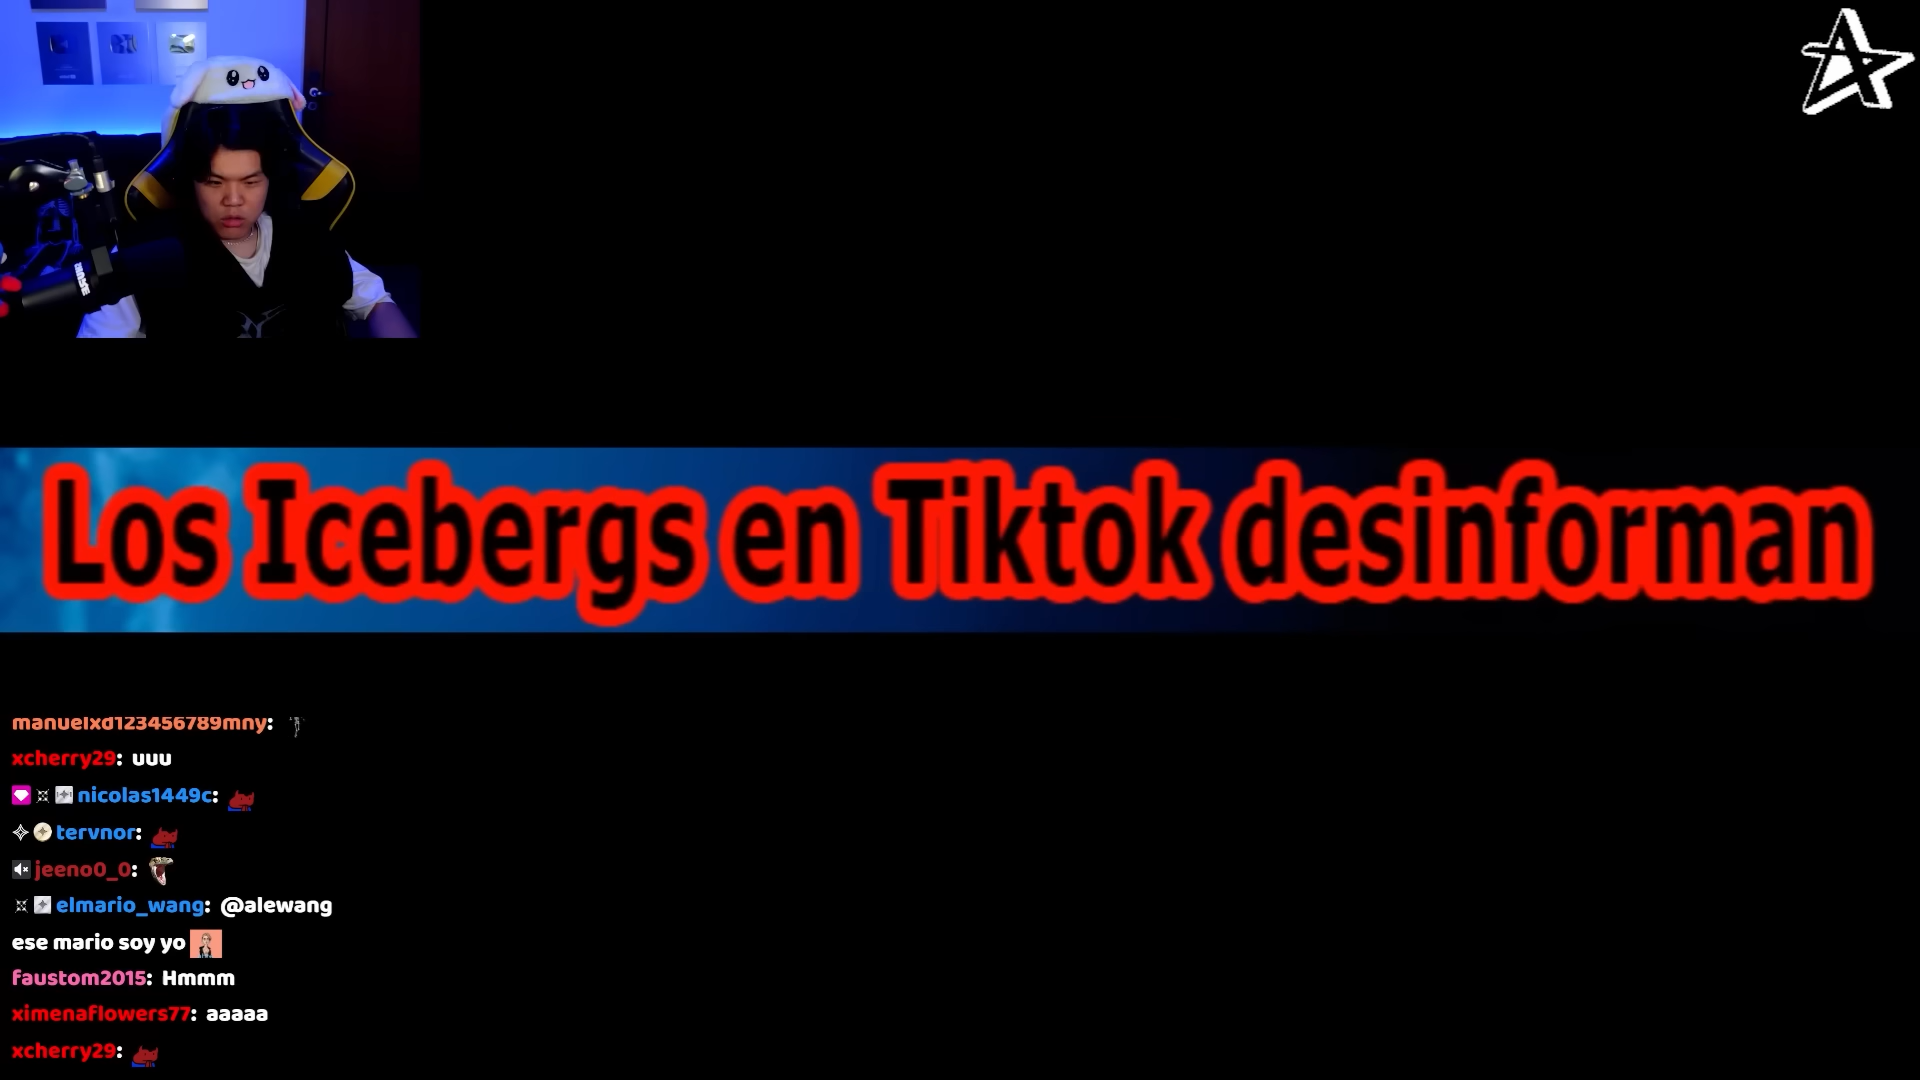 SHURE
Los Icebergs en Tiktok desinforman
manuelxd123456789mny:
xcherry29: uuu
nicolas1449c:
tervnor:
jeeno0_0:
elmario_wang: @alewang
ese mario soy yo
faustom2015: Hmmm
ximenaflowers77: aaaaa
xcherry29: